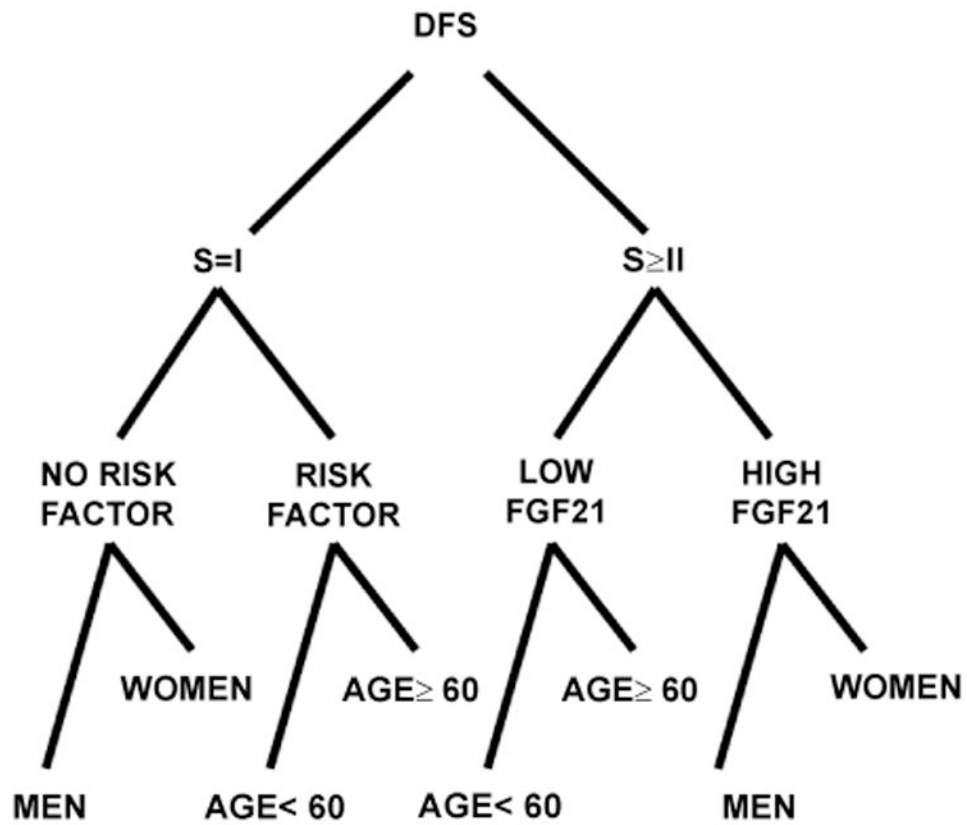 DFS
S=I
S≥II
NO RISK
FACTOR
RISK
FACTOR
LOW
FGF21
HIGH
FGF21
WOMEN
AGE≥ 60
AGE≥ 60
WOMEN
MEN
AGE< 60
AGE< 60
MEN